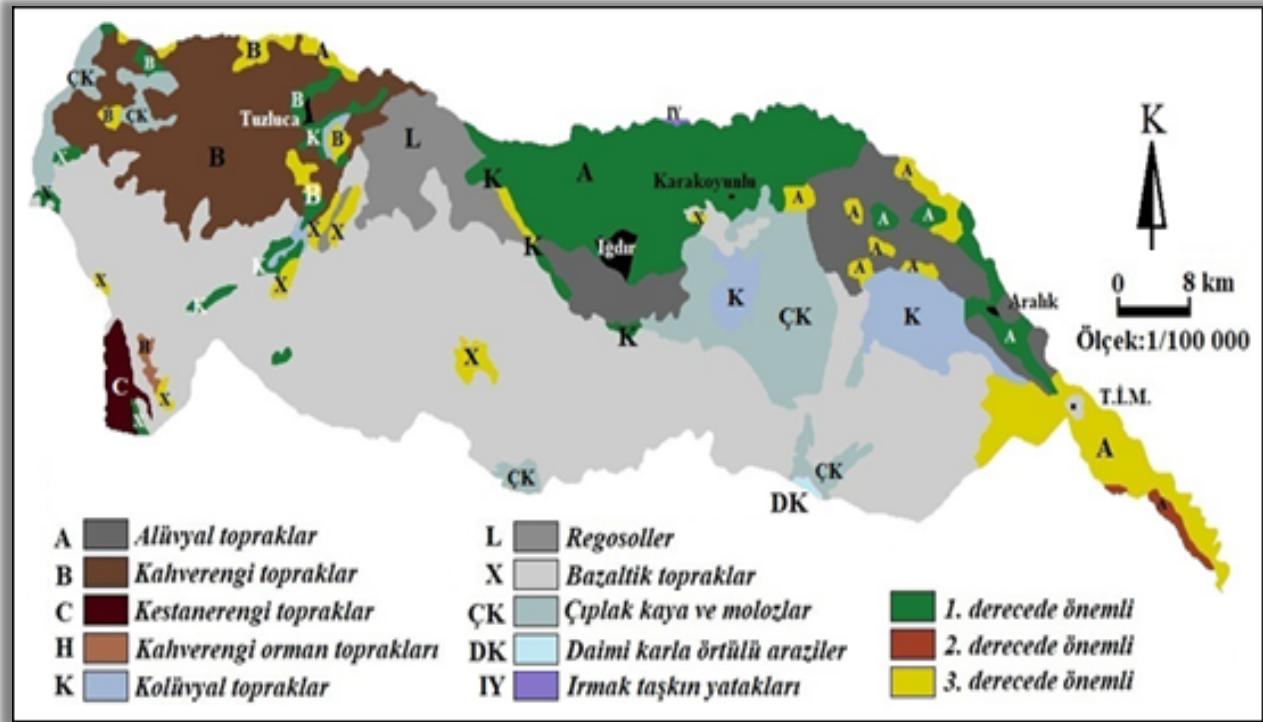 B
A
B
ÇK
B
ÇK
B
Tuzluca
K
B
L
B
X
X
B
K
A
Karakoyunlu
IY
A
A
A
A
A
A
A
A
X
B
X
X
X
K
K
K
İğdır
K
ÇK
K
Aralık
A
X
K
X
B
C
X
X
K
T.İ.M.
A
ÇK
ÇK
DK
K
0 8 km
Ölçek:1/100 000
A Alüvyal topraklar
B Kahverengi topraklar
C Kestanerengi topraklar
H Kahverengi orman toprakları
K Kolüvyal topraklar
L Regosoller
X Bazaltik topraklar
ÇK Çıplak kaya ve molozlar
DK Daimi karla örtülü araziler
IY Irmak taşkın yatakları
1. derecede önemli
2. derecede önemli
3. derecede önemli